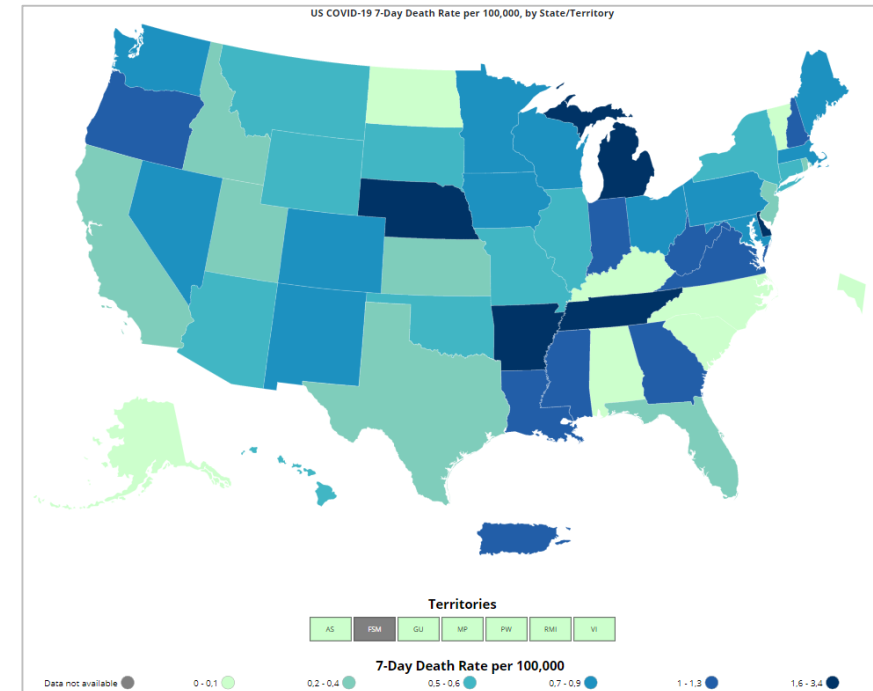 US COVID-19 7-Day Death Rate per 100,000, by State/Territory
Territories
AS FSM GU MP PW RMI VI
7-Day Death Rate per 100,000
Data not available 0 - 0,1 0,2 - 0,4 0,5 - 0,6 0,7 - 0,9 1 - 1,3 1,6 - 3,4